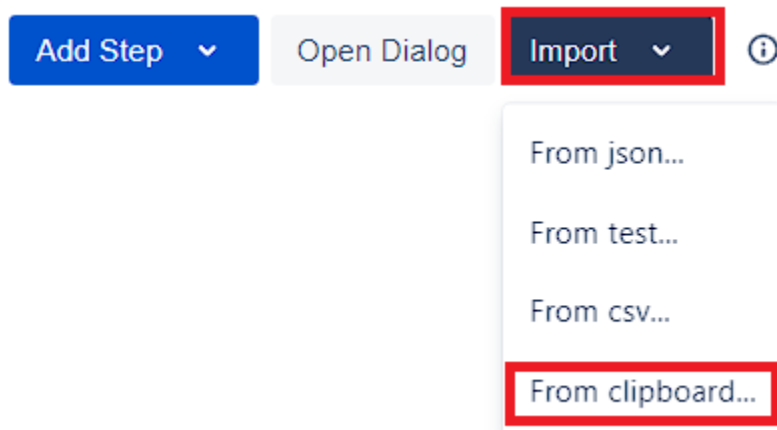 Add Step Open Dialog Import
From json...
From test...
From csv...
From clipboard...